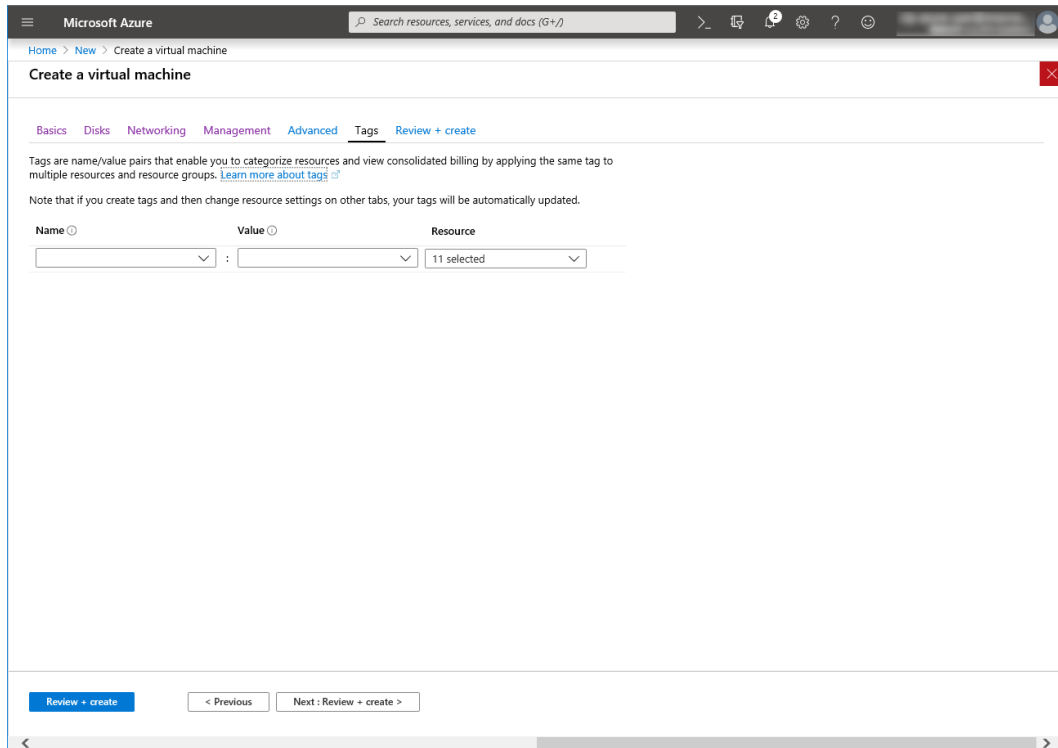 Microsoft Azure
Search resources, services, and docs (G+/)
2
Home > New > Create a virtual machine
Create a virtual machine
Basics Disks Networking Management Advanced Tags Review + create
Tags are name/value pairs that enable you to categorize resources and view consolidated billing by applying the same tag to
multiple resources and resource groups. Learn more about tags
Note that if you create tags and then change resource settings on other tabs, your tags will be automatically updated.
Name Value Resource
: 11 selected
Review + create < Previous Next : Review + create >